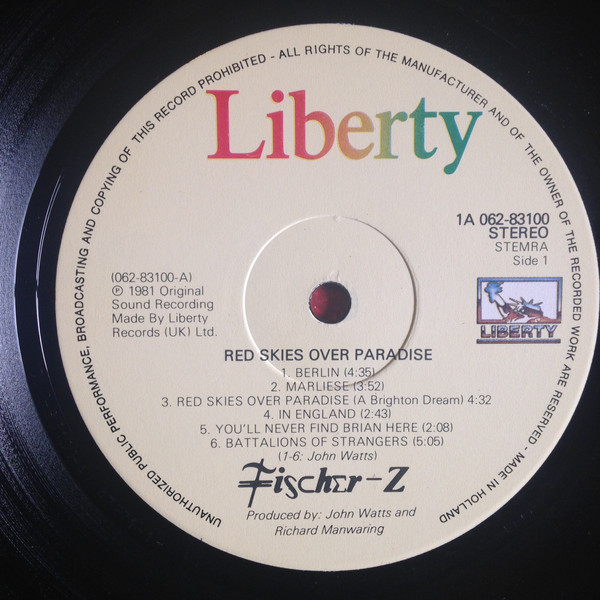 UNAUTHORIZED PUBLIC PERFORMANCE, BROADCASTING AND COPYING OF THIS RECORD PROHIBITED - ALL RIGHTS OF THE MANUFACTURER AND OF THE OWNER OF THE RECORDED WORK ARE RESERVED - MADE IN HOLLAND
Liberty
1A 062-83100
STEREO
STEMRA
Side 1
(062-83100-A)
℗ 1981 Original
Sound Recording
Made By Liberty
Records (UK) Ltd.
LIBERTY
RED SKIES OVER PARADISE
1. BERLIN (4:35)
2. MARLIESE (3:52)
3. RED SKIES OVER PARADISE (A Brighton Dream) 4:32
4. IN ENGLAND (2:43)
5. YOU'LL NEVER FIND BRIAN HERE (2:08)
6. BATTALIONS OF STRANGERS (5:05)
(1-6: John Watts)
Fischer-Z
Produced by: John Watts and
Richard Manwaring